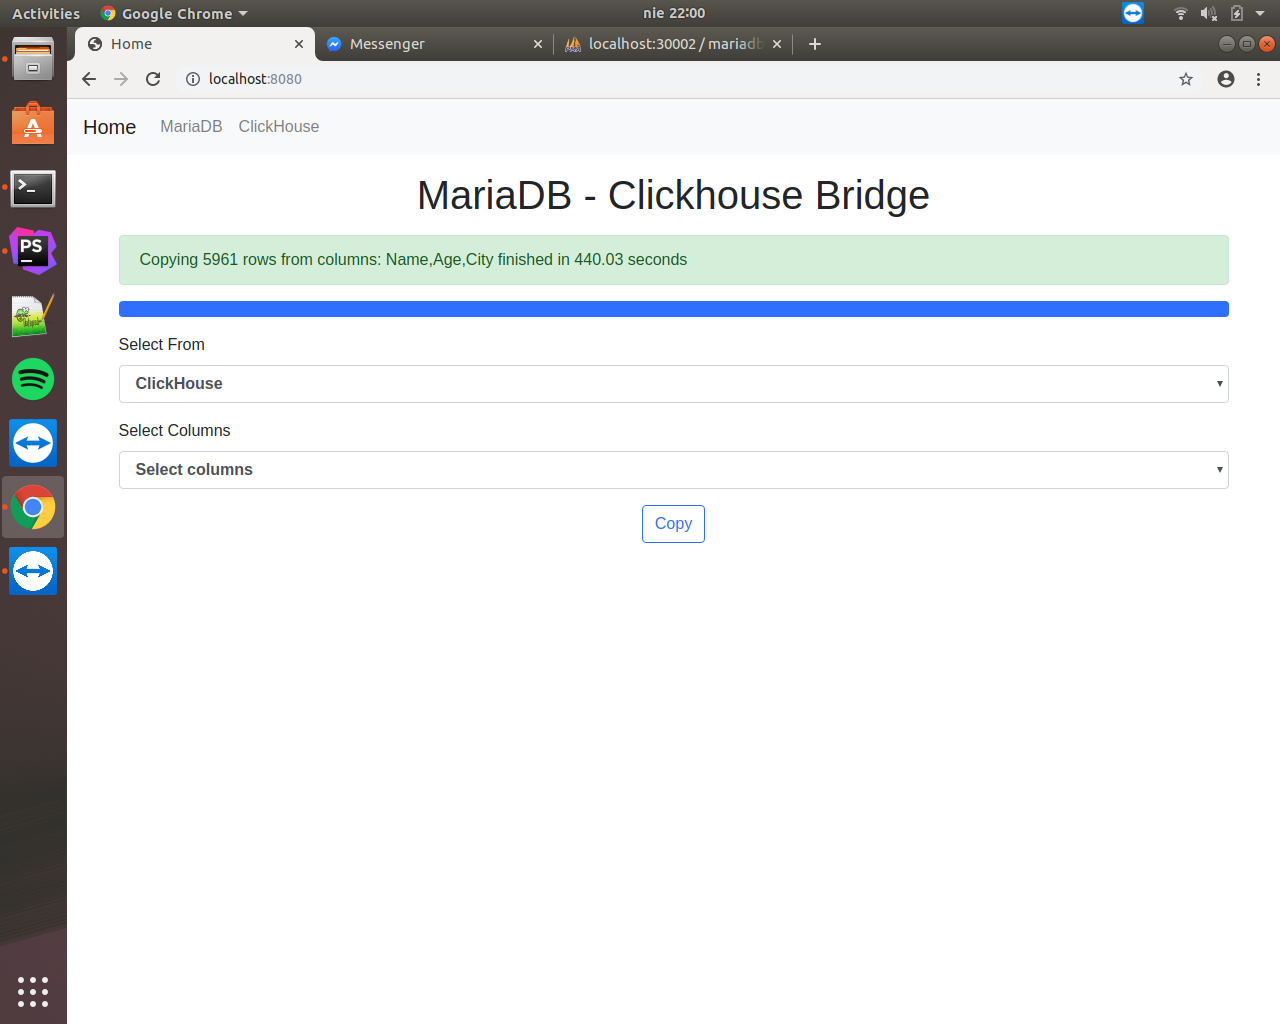 Activities
Google Chrome
nie 22:00
Home
Messenger
localhost:30002 / mariadb
localhost:8080
Home
MariaDB
ClickHouse
MariaDB - Clickhouse Bridge
Copying 5961 rows from columns: Name,Age,City finished in 440.03 seconds
Select From
ClickHouse
Select Columns
Select columns
Copy
PS